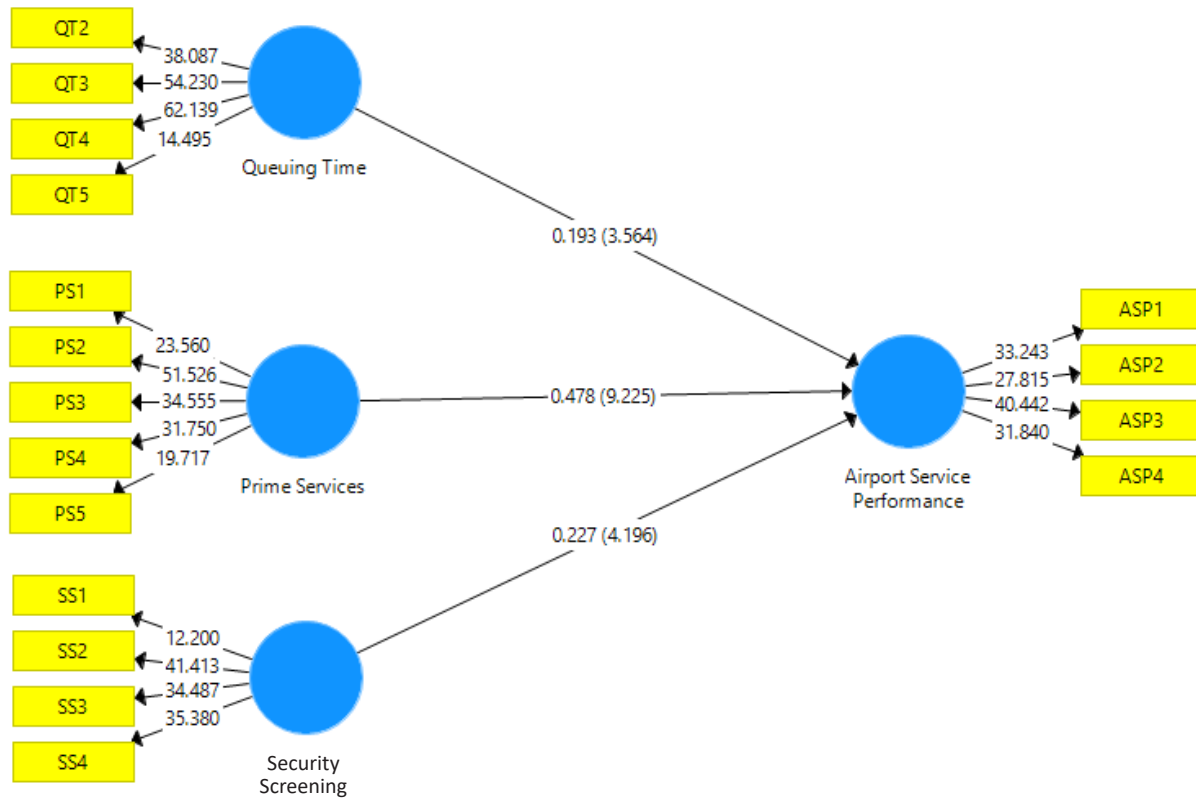 QT2
38.087
QT3
54.230
62.139
QT4
14.495
QT5
Queuing Time
0.193 (3.564)
PS1
23.560
PS2
51.526
PS3
34.555
31.750
PS4
19.717
PS5
Prime Services
0.478 (9.225)
ASP1
33.243
ASP2
27.815
40.442
ASP3
31.840
ASP4
Airport Service
Performance
0.227 (4.196)
SS1
12.200
SS2
41.413
34.487
SS3
35.380
SS4
Security
Screening